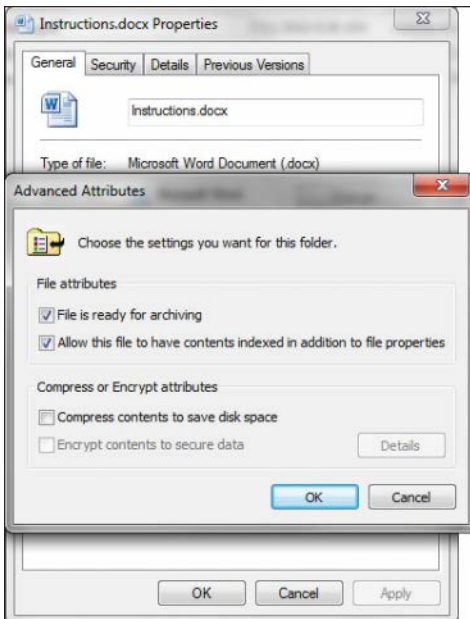 Instructions.docx Properties
General Security Details Previous Versions
Instructions.docx
Type of file: Microsoft Word Document (.docx)
Advanced Attributes
Choose the settings you want for this folder.
File attributes
File is ready for archiving
Allow this file to have contents indexed in addition to file properties
Compress or Encrypt attributes
Compress contents to save disk space
Encrypt contents to secure data Details
OK Cancel
OK Cancel Apply